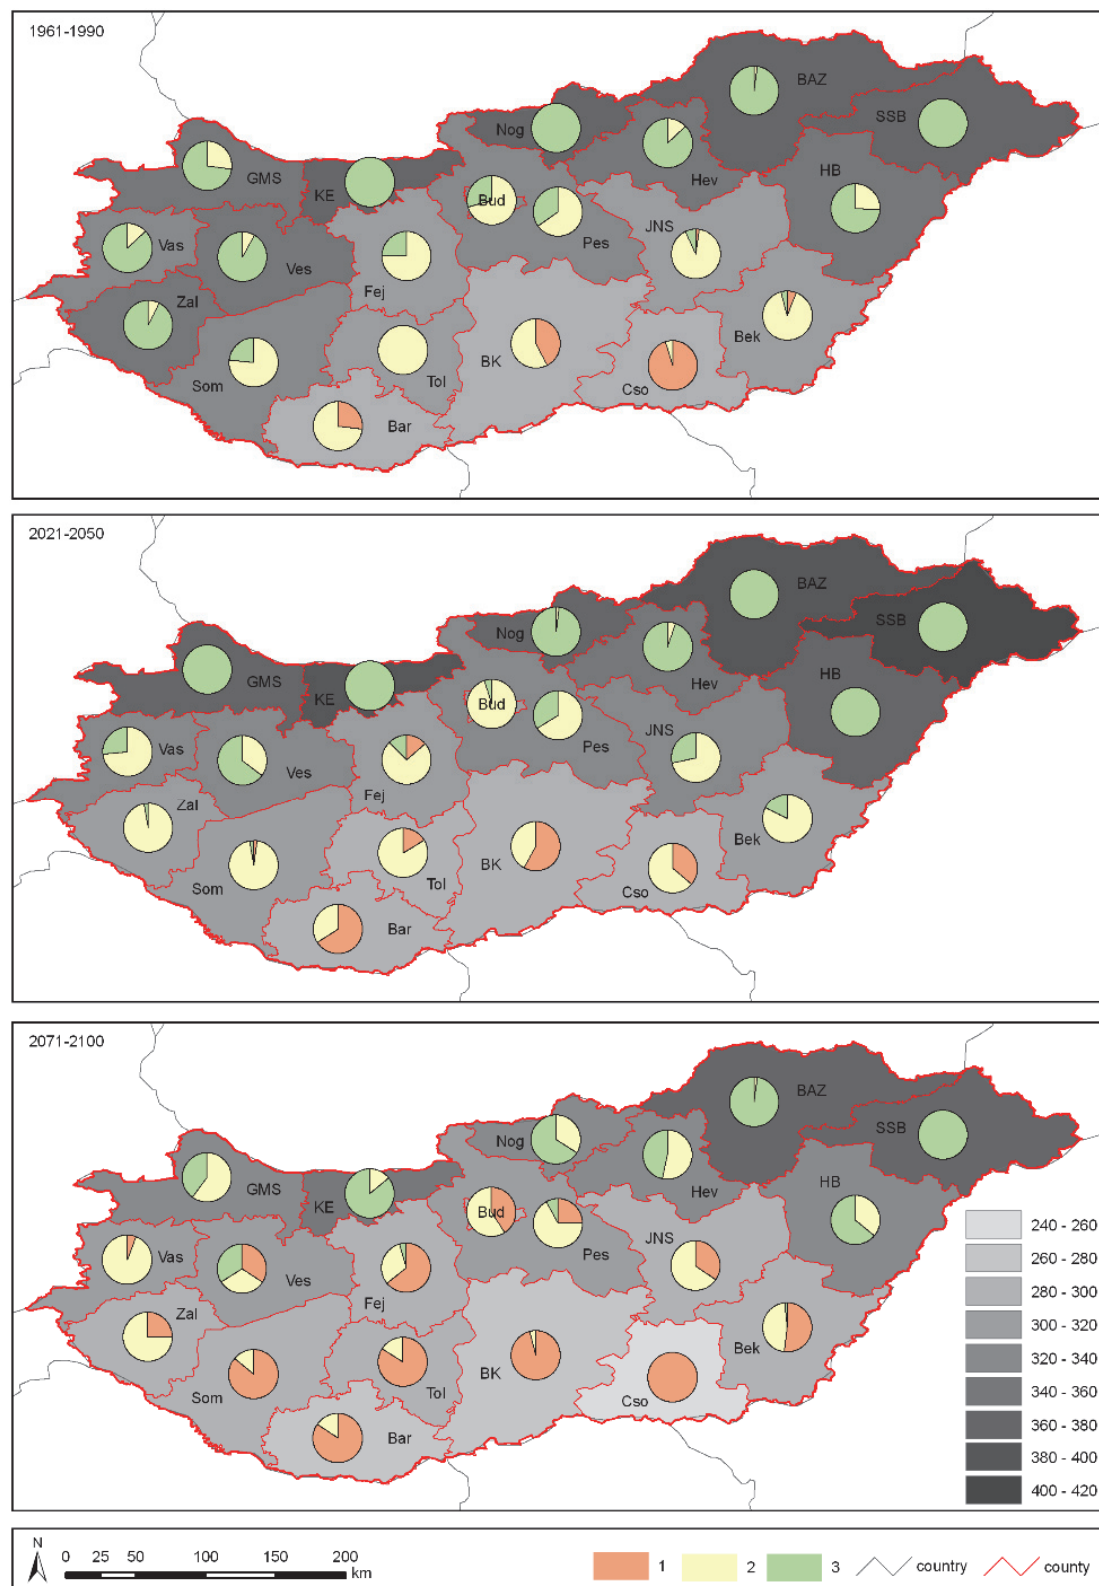 1961-1990
BAZ
Nog
SSB
GMS
KE
Hev
HB
Bud
Vas
Pes
JNS
Ves
Fej
Zal
Bek
Som
Tol
BK
Cso
Bar
2021-2050
BAZ
Nog
SSB
GMS
KE
Hev
HB
Bud
Vas
Pes
JNS
Ves
Fej
Zal
Bek
Som
Tol
BK
Cso
Bar
2071-2100
BAZ
Nog
SSB
GMS
KE
Hev
HB
Bud
Vas
Pes
JNS
Ves
Fej
Zal
Bek
Som
Tol
BK
Cso
Bar
240 - 260
260 - 280
280 - 300
300 - 320
320 - 340
340 - 360
360 - 380
380 - 400
400 - 420
N
0 25 50 100 150 200
km
1 2 3 country county